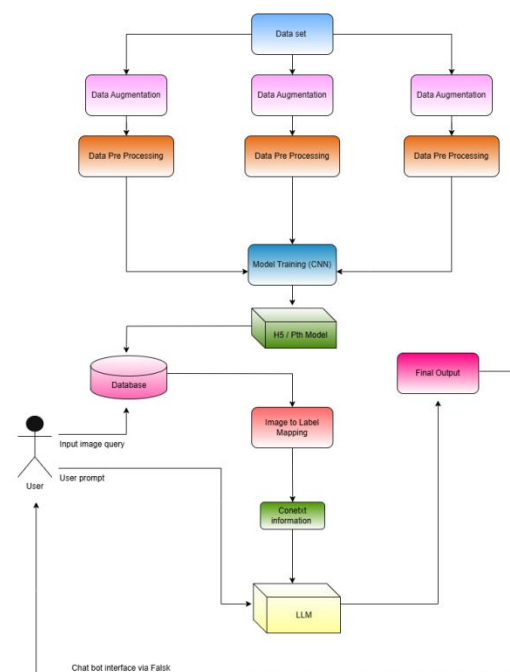 Data set
Data Augmentation
Data Augmentation
Data Augmentation
Data Pre Processing
Data Pre Processing
Data Pre Processing
Model Training (CNN)
H5 / Pth Model
Database
Final Output
Image to Label
Mapping
Input image query
User prompt
User
Conetxt
information
LLM
Chat bot interface via Falsk